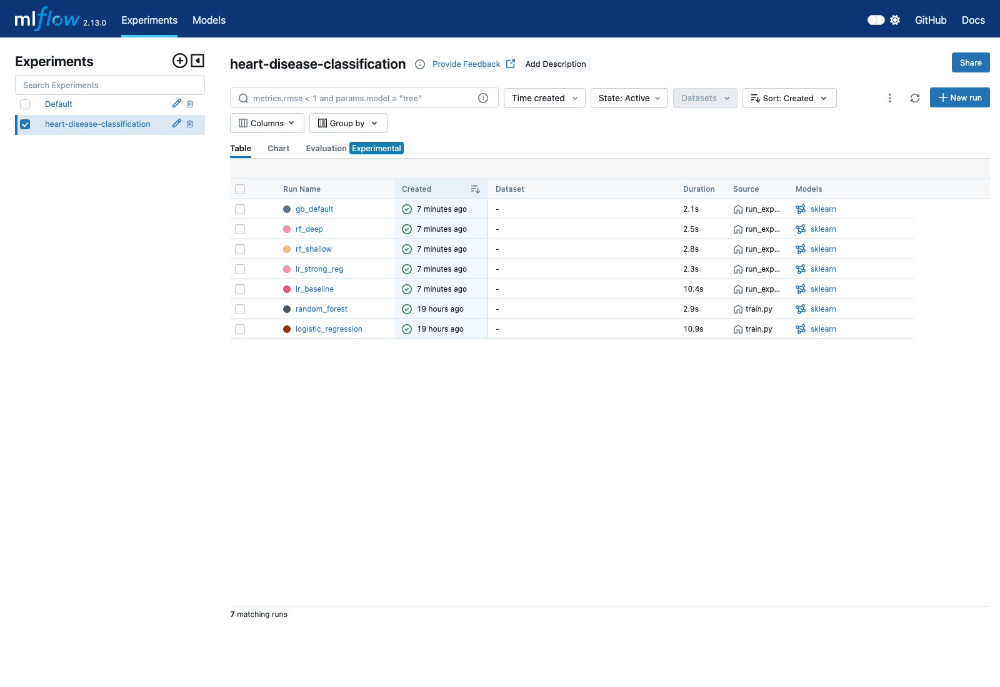 mlflow 2.13.0 Experiments Models GitHub Docs
Experiments
Search Experiments
Default
heart-disease-classification
heart-disease-classification Provide Feedback Add Description Share
metrics.rmse < 1 and params.model = "tree" Time created State: Active Datasets Sort: Created New run
Columns Group by
Table Chart Evaluation Experimental
Run Name Created Dataset Duration Source Models
gb_default 7 minutes ago - 2.1s run_exp... sklearn
rf_deep 7 minutes ago - 2.5s run_exp... sklearn
rf_shallow 7 minutes ago - 2.8s run_exp... sklearn
lr_strong_reg 7 minutes ago - 2.3s run_exp... sklearn
lr_baseline 7 minutes ago - 10.4s run_exp... sklearn
random_forest 19 hours ago - 2.9s train.py sklearn
logistic_regression 19 hours ago - 10.9s train.py sklearn
7 matching runs